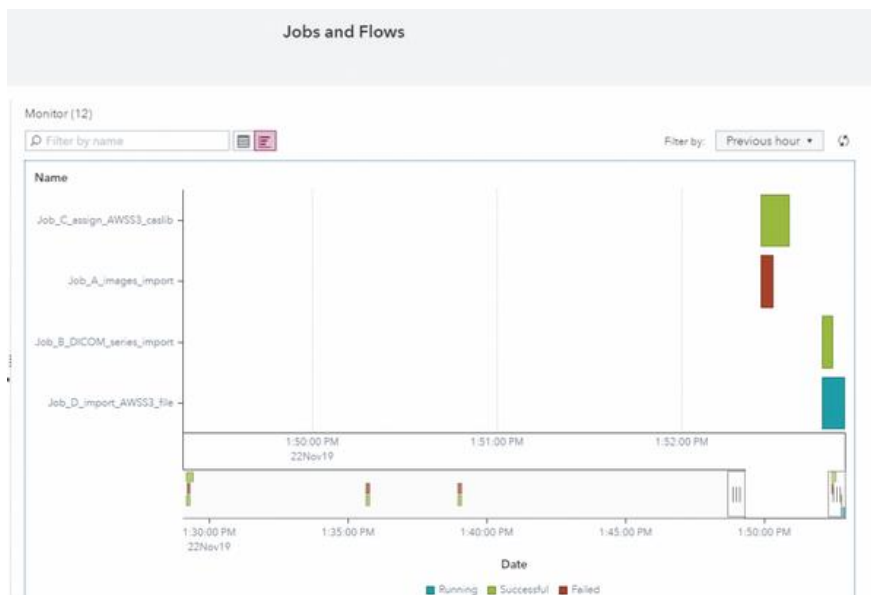 Jobs and Flows
Monitor (12)
Filter by name
Filter by: Previous hour
Name
Job_C_assign_AWSS3_caslib
Job_A_images_import
Job_B_DICOM_series_import
Job_D_import_AWSS3_file
1:50:00 PM 1:51:00 PM 1:52:00 PM
22Nov19
1:30:00 PM 1:35:00 PM 1:40:00 PM 1:45:00 PM 1:50:00 PM
22Nov19
Date
Running Successful Failed